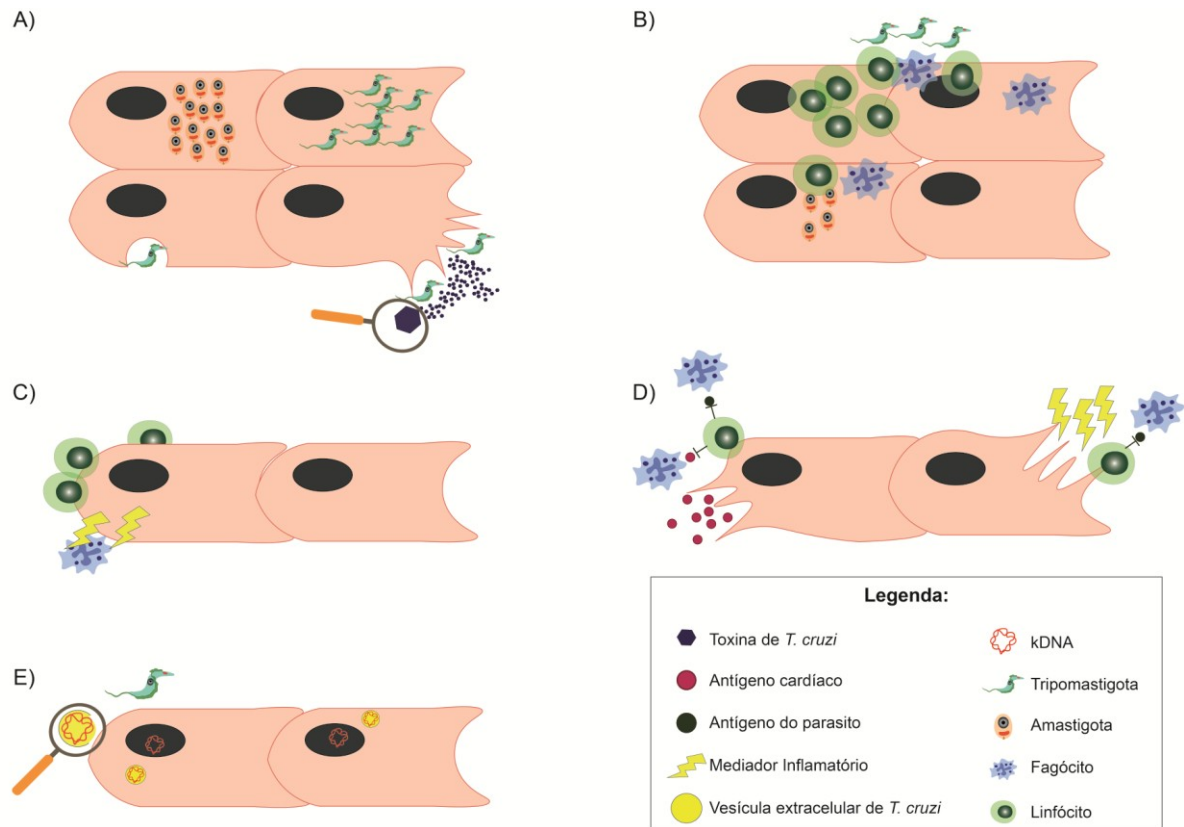 A)
B)
C)
D)
E)
Legenda:
Toxina de T. cruzi
Antígeno cardíaco
Antígeno do parasito
Mediador Inflamatório
Vesícula extracelular de T. cruzi
kDNA
Tripomastigota
Amastigota
Fagócito
Linfócito